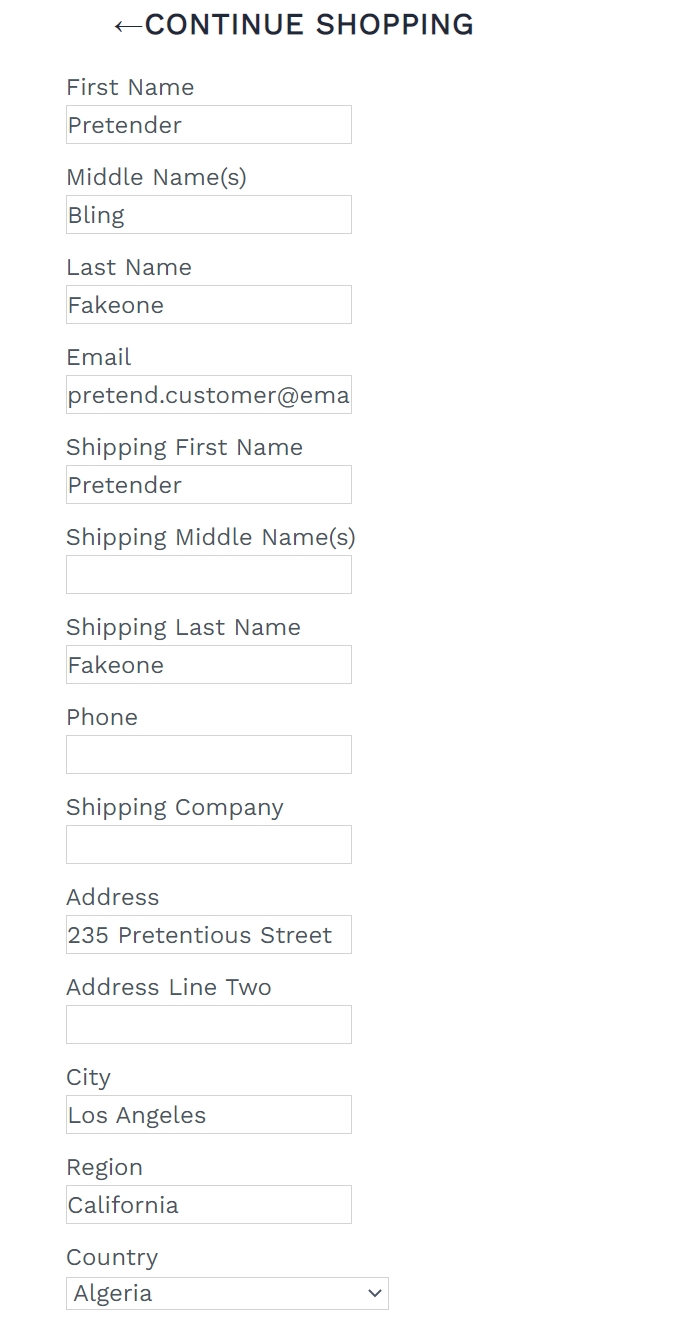 ←CONTINUE SHOPPING
First Name
Pretender
Middle Name(s)
Bling
Last Name
Fakeone
Email
pretend.customer@ema
Shipping First Name
Pretender
Shipping Middle Name(s)
Shipping Last Name
Fakeone
Phone
Shipping Company
Address
235 Pretentious Street
Address Line Two
City
Los Angeles
Region
California
Country
Algeria